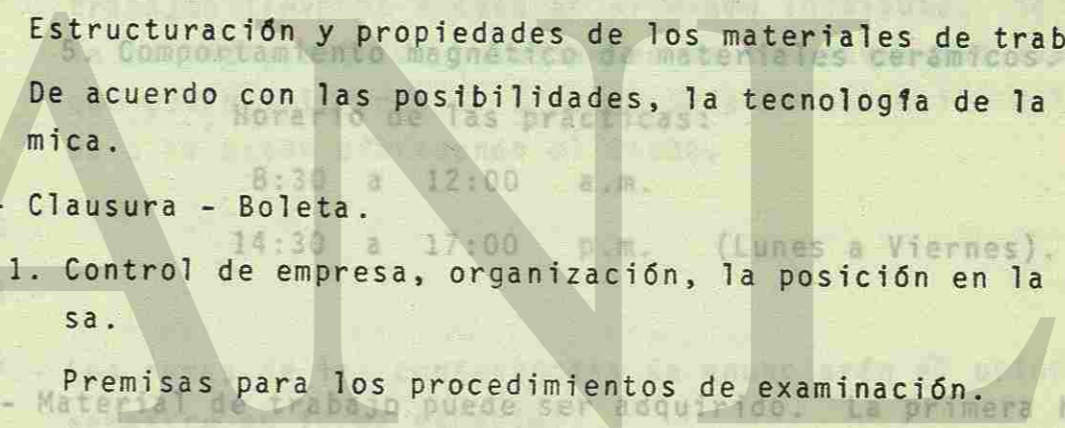 Estructuración y propiedades de los materiales de trab
5. Comportamiento magnético de materiales cerámicos.
De acuerdo con las posibilidades, la tecnología de la
Horario de las prácticas:
mica.
8:30 a 12:00 a.m.
- Clausura - Boleta.
14:30 a 17:00 p.m. (Lunes a Viernes).
1. Control de empresa, organización, la posición en la
sa.
Premisas para los procedimientos de examinación.
- Material de trabajo puede ser adquirido. La primera